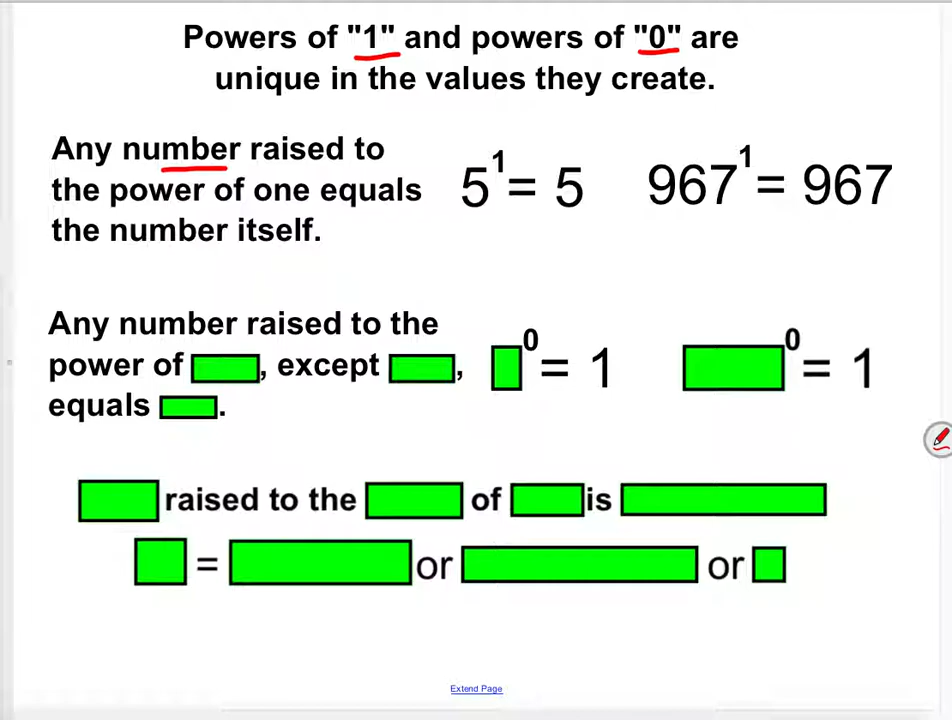 Powers of "1" and powers of "0" are
unique in the values they create.
Any number raised to
the power of one equals
the number itself.
5¹ = 5
967¹ = 967
Any number raised to the
power of , except ,
equals .
⁰ = 1
⁰ = 1
raised to the of is
= or or
Extend Page